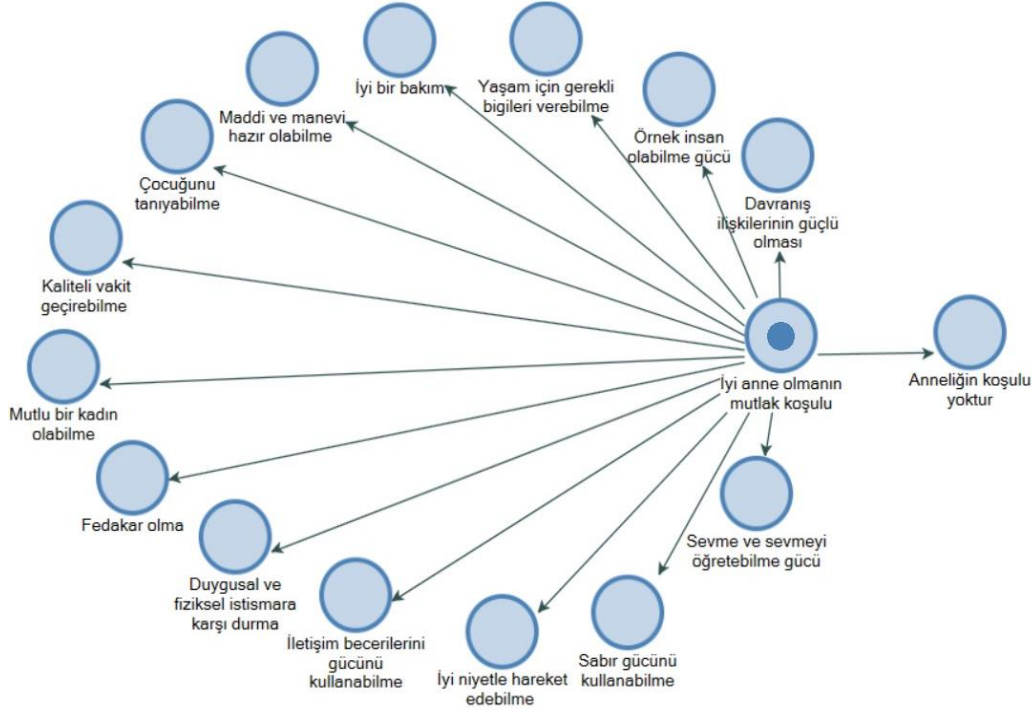 İyi bir bakım
Yaşam için gerekli
bigileri verebilme
Maddi ve manevi
hazır olabilme
Örnek insan
olabilme gücü
Çocuğunu
tanıyabilme
Davranış
ilişkilerinin güçlü
olması
Kaliteli vakit
geçirebilme
İyi anne olmanın
mutlak koşulu
Anneliğin koşulu
yoktur
Mutlu bir kadın
olabilme
Fedakar olma
Sevme ve sevmeyi
öğretebilme gücü
Duygusal ve
fiziksel istismara
karşı durma
İletişim becerilerini
gücünü
kullanabilme
İyi niyetle hareket
edebilme
Sabır gücünü
kullanabilme